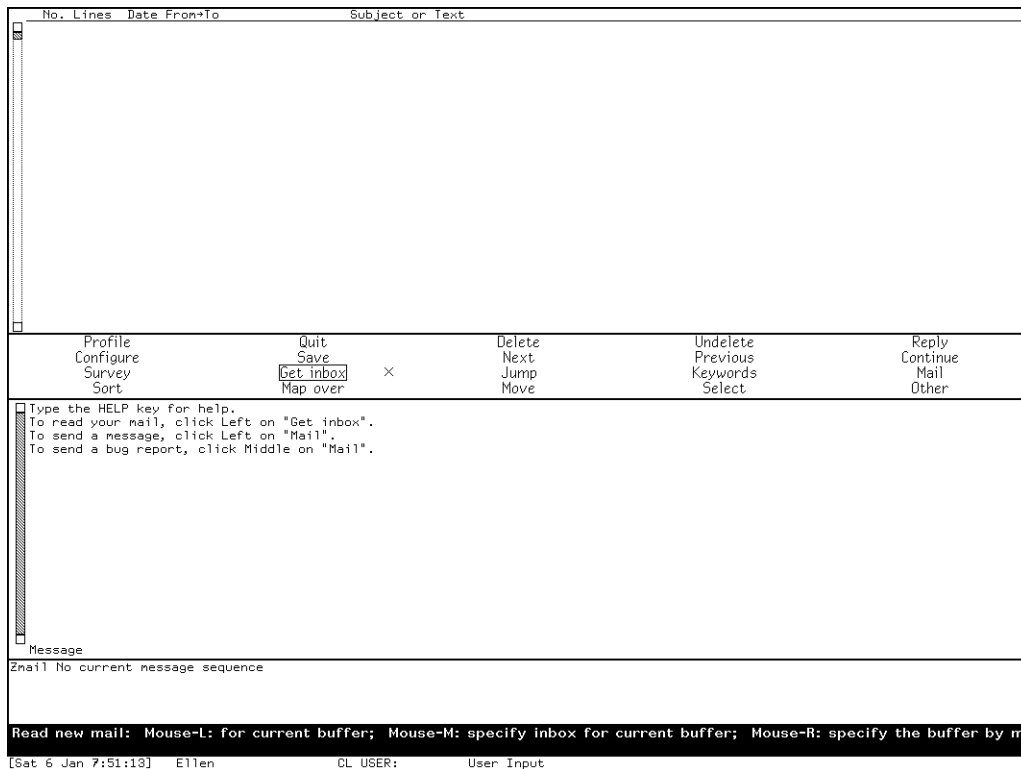 No. Lines Date From→To Subject or Text
Profile Quit Delete Undelete Reply
Configure Save Next Previous Continue
Survey Get inbox Jump Keywords Mail
Sort Map over Move Select Other
Type the HELP key for help.
To read your mail, click Left on "Get inbox".
To send a message, click Left on "Mail".
To send a bug report, click Middle on "Mail".
Message
Zmail No current message sequence
Read new mail: Mouse-L: for current buffer; Mouse-M: specify inbox for current buffer; Mouse-R: specify the buffer by m
[Sat 6 Jan 7:51:13] Ellen CL USER: User Input